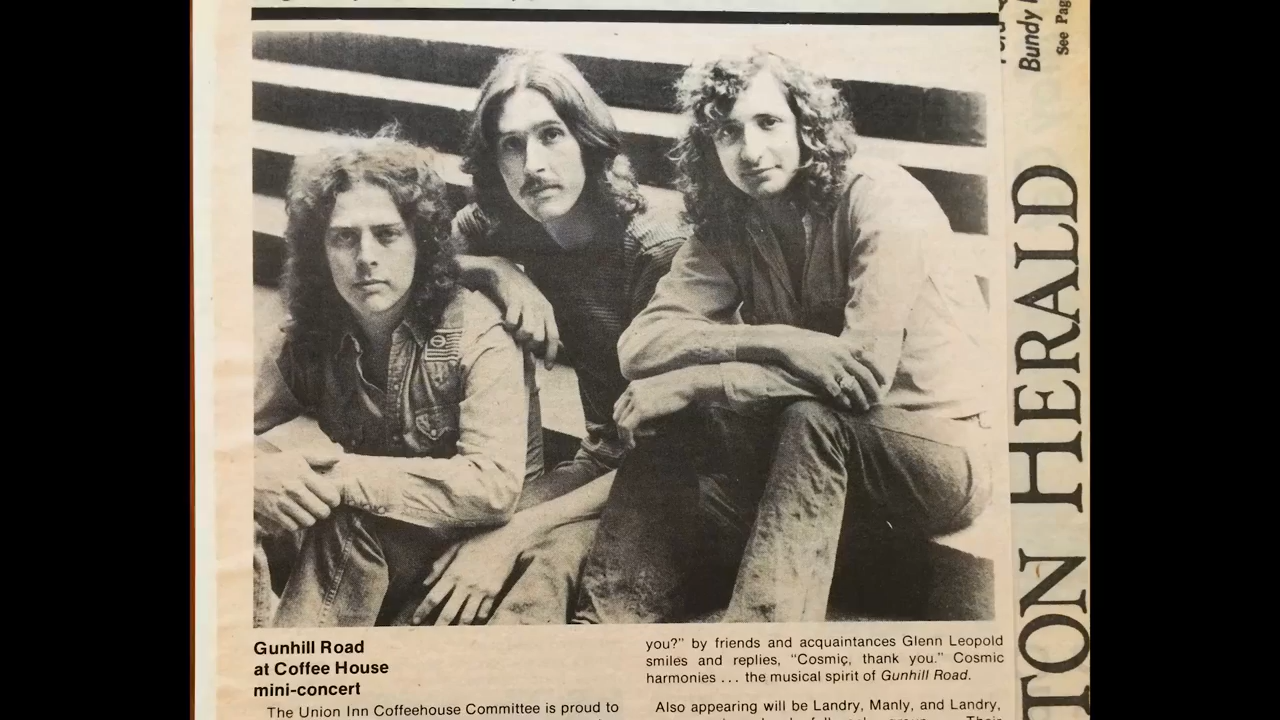 Bundy
See Pag
TON HERALD
Gunhill Road
at Coffee House
mini-concert
The Union Inn Coffeehouse Committee is proud to
you?” by friends and acquaintances Glenn Leopold
smiles and replies, “Cosmic, thank you.” Cosmic
harmonies . . . the musical spirit of Gunhill Road.
Also appearing will be Landry, Manly, and Landry,